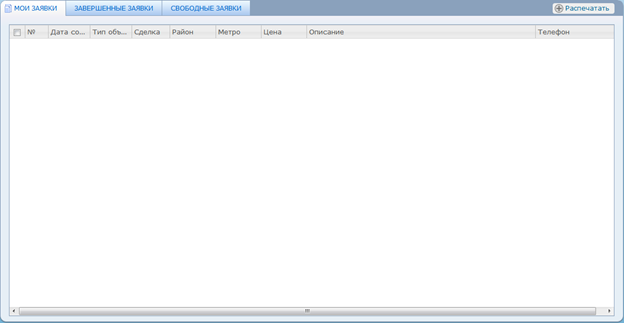 МОИ ЗАЯВКИ ЗАВЕРШЕННЫЕ ЗАЯВКИ СВОБОДНЫЕ ЗАЯВКИ Распечатать
№ Дата со... Тип объ... Сделка Район Метро Цена Описание Телефон